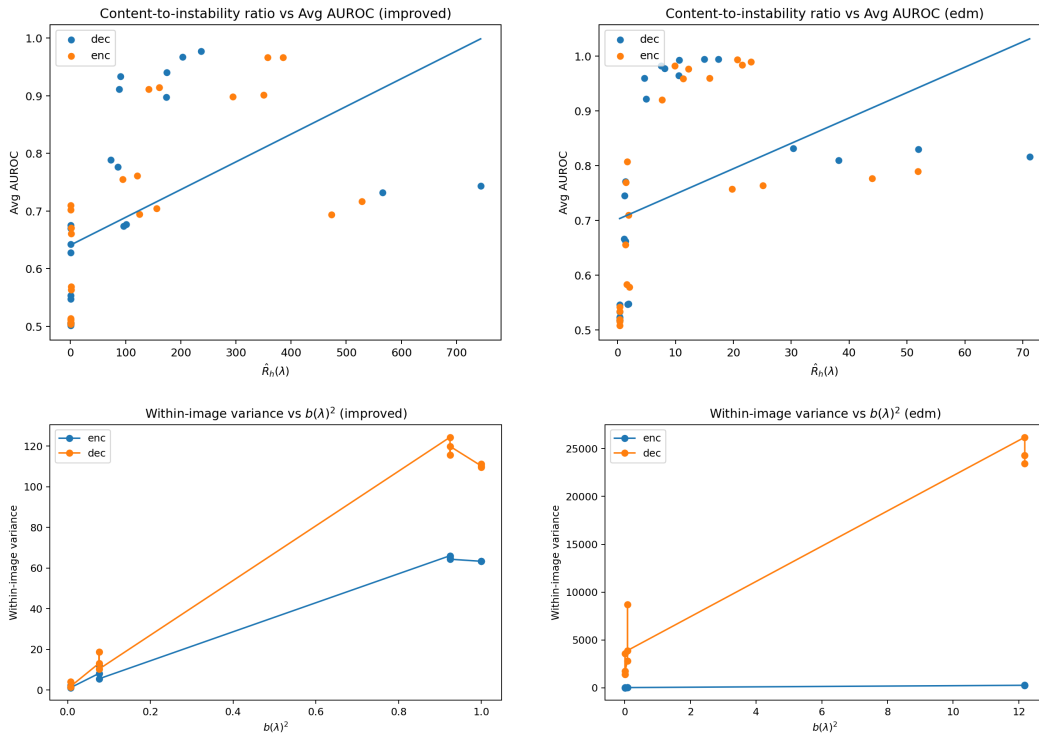 Content-to-instability ratio vs Avg AUROC (improved)
Avg AUROC
1.0
0.9
0.8
0.7
0.6
0.5
dec
enc
0 100 200 300 400 500 600 700
R̂ₕ(λ)
Content-to-instability ratio vs Avg AUROC (edm)
Avg AUROC
1.0
0.9
0.8
0.7
0.6
0.5
dec
enc
0 10 20 30 40 50 60 70
R̂ₕ(λ)
Within-image variance vs b(λ)² (improved)
Within-image variance
120
100
80
60
40
20
0
enc
dec
0.0 0.2 0.4 0.6 0.8 1.0
b(λ)²
Within-image variance vs b(λ)² (edm)
Within-image variance
25000
20000
15000
10000
5000
0
enc
dec
0 2 4 6 8 10 12
b(λ)²